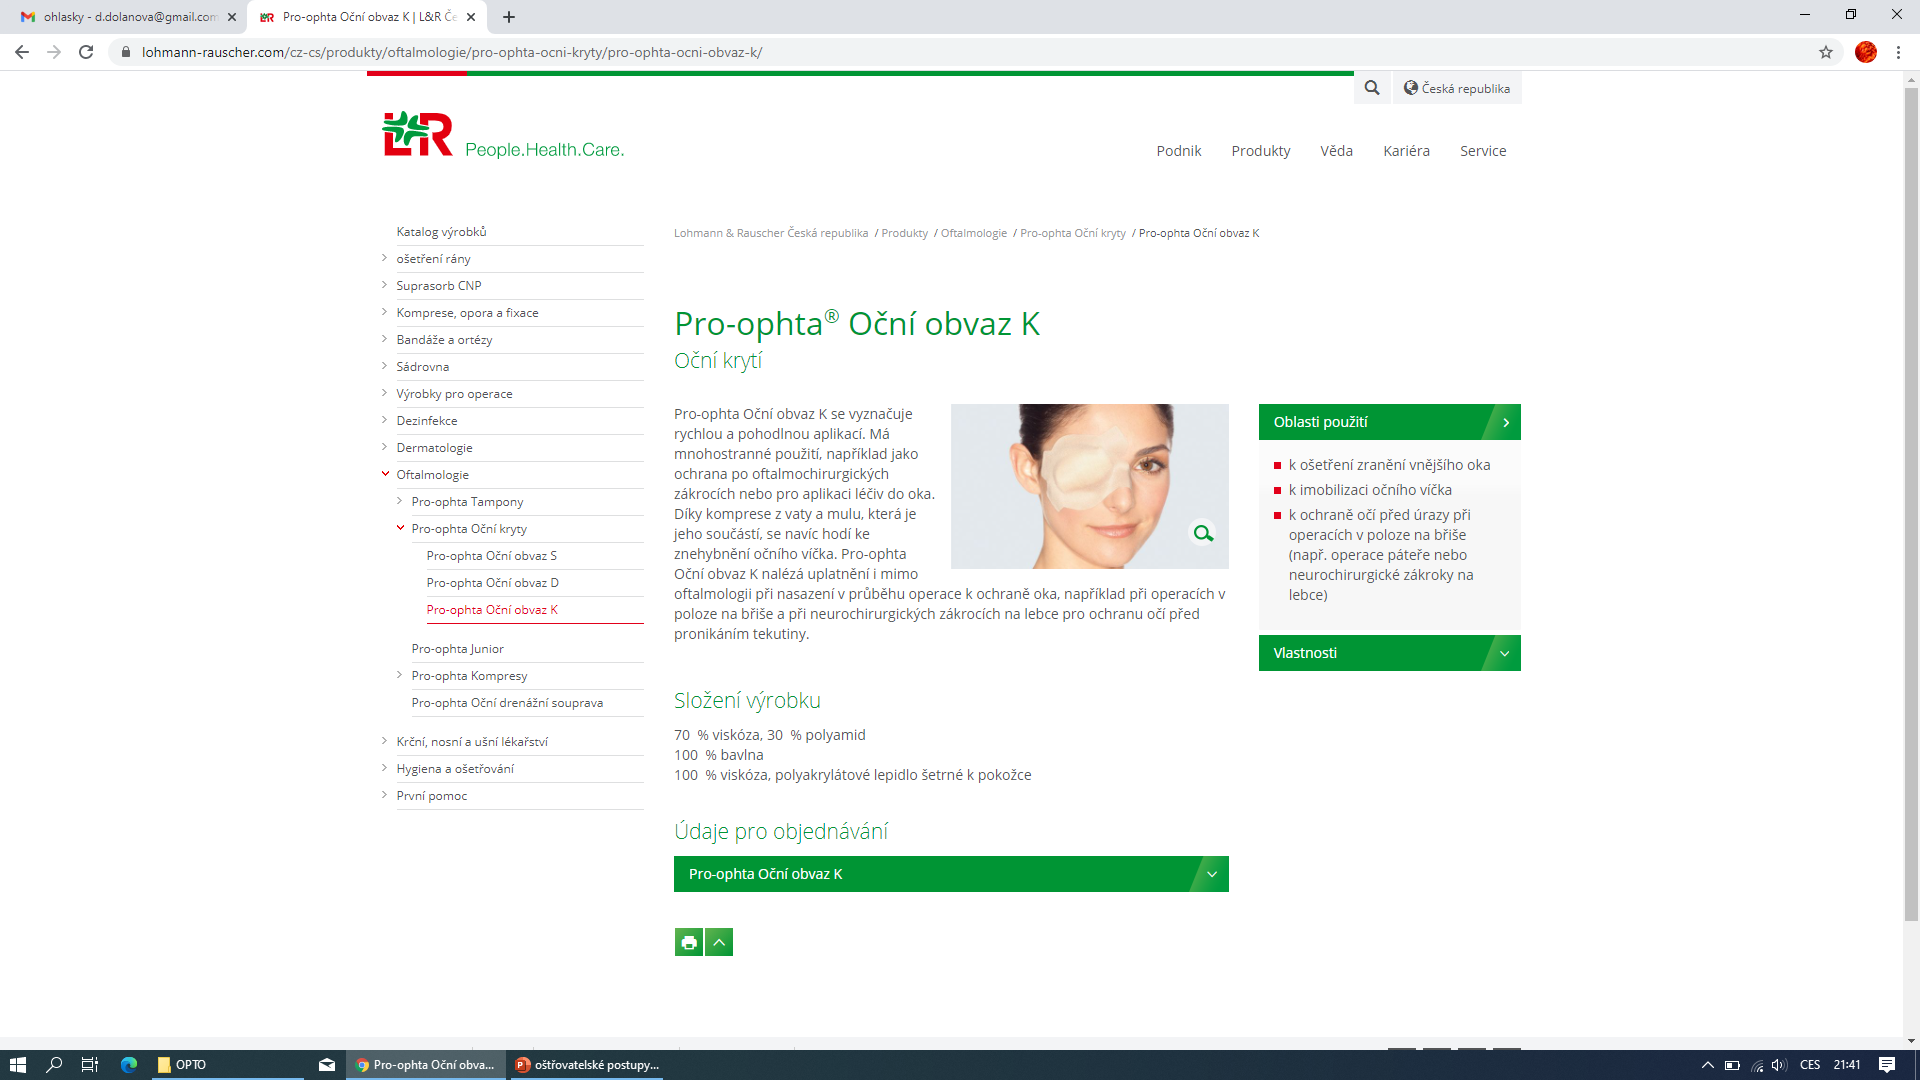 ohlasky - d.dolanova@gmail.com
Pro-ophta Oční obvaz K | L&R Če
lohmann-rauscher.com/cz-cs/produkty/oftalmologie/pro-ophta-ocni-kryty/pro-ophta-ocni-obvaz-k/
Česká republika
L&R People.Health.Care.
Podnik Produkty Věda Kariéra Service
Katalog výrobků
ošetření rány
Suprasorb CNP
Komprese, opora a fixace
Bandáže a ortézy
Sádrovna
Výrobky pro operace
Dezinfekce
Dermatologie
Oftalmologie
Pro-ophta Tampony
Pro-ophta Oční kryty
Pro-ophta Oční obvaz S
Pro-ophta Oční obvaz D
Pro-ophta Oční obvaz K
Pro-ophta Junior
Pro-ophta Kompresy
Pro-ophta Oční drenážní souprava
Krční, nosní a ušní lékařství
Hygiena a ošetřování
První pomoc
Lohmann & Rauscher Česká republika / Produkty / Oftalmologie / Pro-ophta Oční kryty / Pro-ophta Oční obvaz K
Pro-ophta® Oční obvaz K
Oční krytí
Pro-ophta Oční obvaz K se vyznačuje
rychlou a pohodlnou aplikací. Má
mnohostranné použití, například jako
ochrana po oftalmochirurgických
zákrocích nebo pro aplikaci léčiv do oka.
Díky komprese z vaty a mulu, která je
jeho součástí, se navíc hodí ke
znehybnění očního víčka. Pro-ophta
Oční obvaz K nalézá uplatnění i mimo
oftalmologii při nasazení v průběhu operace k ochraně oka, například při operacích v
poloze na břiše a při neurochirurgických zákrocích na lebce pro ochranu očí před
pronikáním tekutiny.
Složení výrobku
70 % viskóza, 30 % polyamid
100 % bavlna
100 % viskóza, polyakrylátové lepidlo šetrné k pokožce
Údaje pro objednávání
Pro-ophta Oční obvaz K
Oblasti použití
k ošetření zranění vnějšího oka
k imobilizaci očního víčka
k ochraně očí před úrazy při
operacích v poloze na břiše
(např. operace páteře nebo
neurochirurgické zákroky na
lebce)
Vlastnosti
OPTO
Pro-ophta Oční obva...
oštřovatelské postupy...
CES 21:41